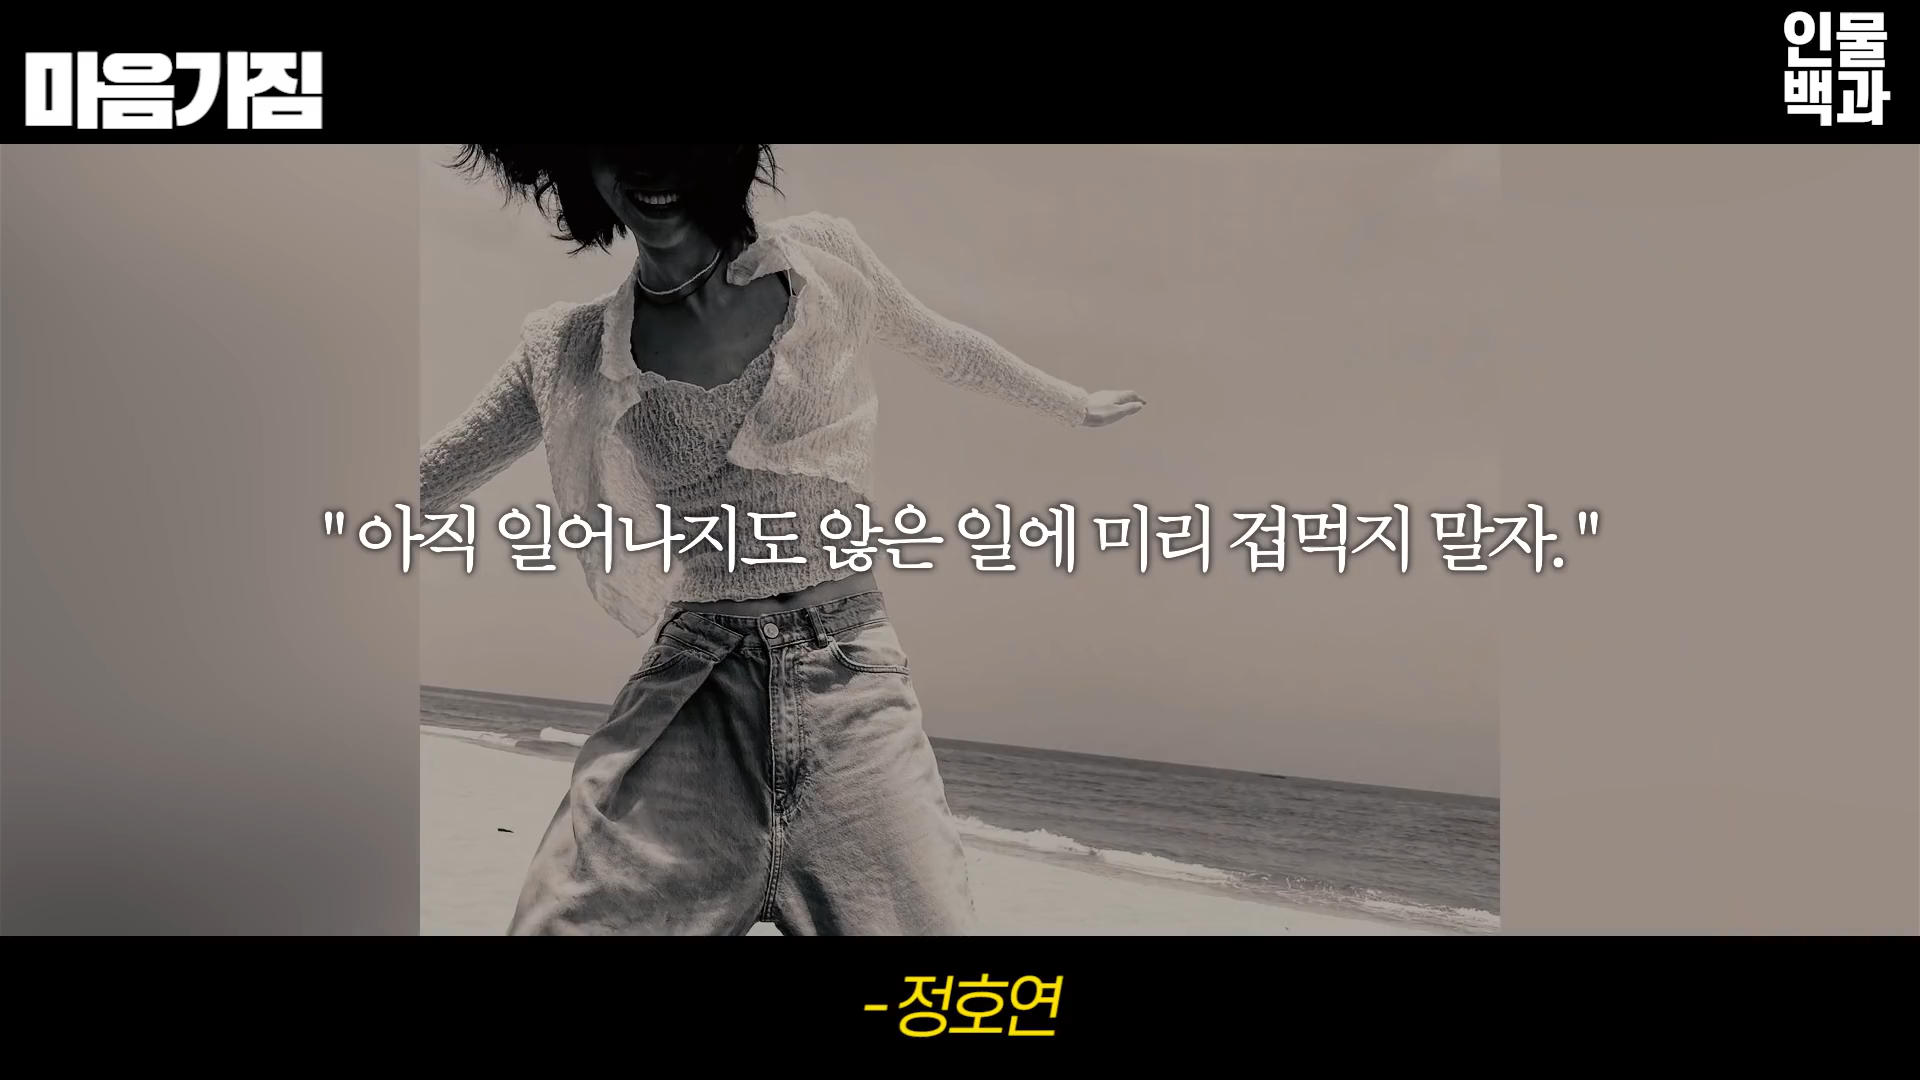 마음가짐
인물
백과
"아직 일어나지도 않은 일에 미리 겁먹지 말자."
- 정호연